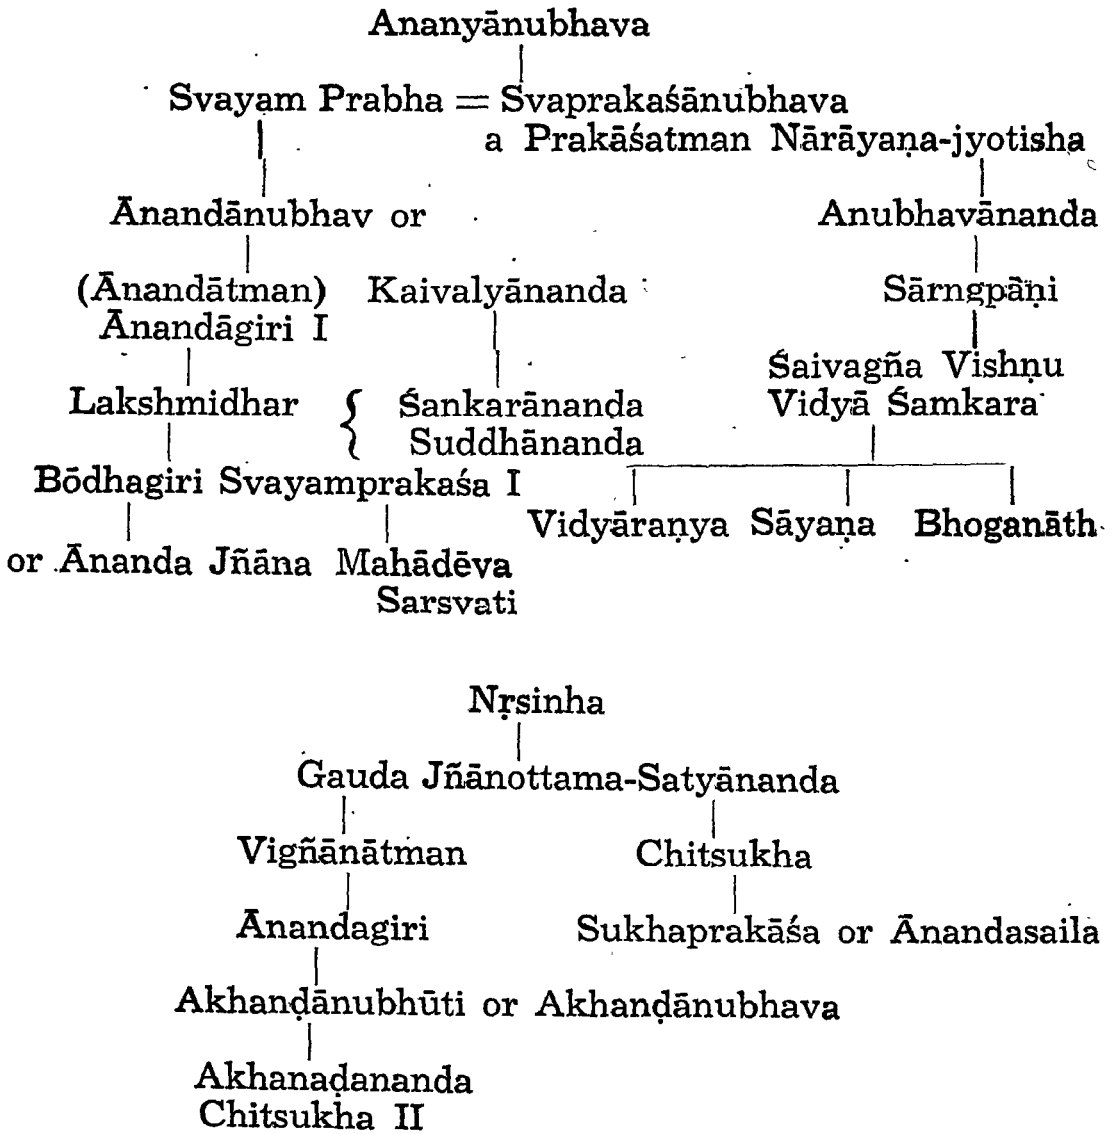 Ananyānubhava
Svayam Prabha = Svaprakaśānubhava
a Prakāśatman Nārāyaṇa-jyotisha
Ānandānubhav or
Anubhavānanda
(Ānandātman) Kaivalyānanda
Sārngpāṇi
Ānandāgiri I
Śaivagña Vishṇu
Lakshmidhar { Śankarānanda
Vidyā Śamkara
Suddhānanda
Bōdhagiri Svayamprakaśa I
Vidyāraṇya Sāyaṇa Bhoganāth
or Ānanda Jñāna Mahādēva
Sarsvati
Nṛsinha
Gauda Jñānottama-Satyānanda
Vigñānātman Chitsukha
Ānandagiri Sukhaprakāśa or Ānandasaila
Akhaṇḍānubhūti or Akhaṇḍānubhava
Akhanaḍananda
Chitsukha II